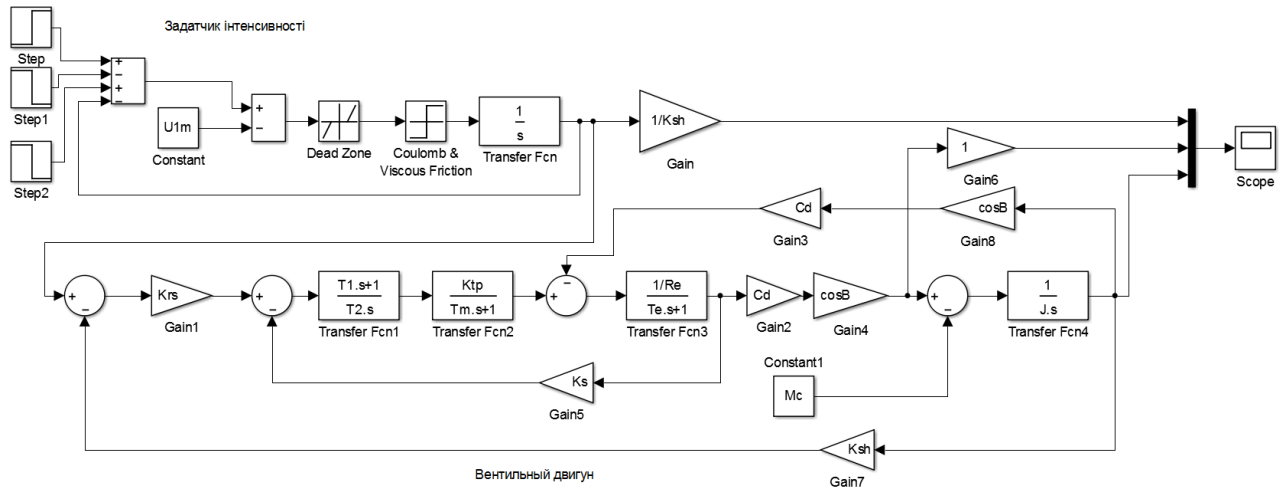 Задатчик інтенсивності
Step
+
−
+
−
Step1
Step2
U1m
Constant
+
−
Dead Zone
Coulomb &
Viscous Friction
1
s
Transfer Fcn
1/Ksh
Gain
1
Gain6
Scope
Cd
Gain3
cosB
Gain8
+
−
Krs
Gain1
+
−
T1.s+1
T2.s
Transfer Fcn1
Ktp
Tm.s+1
Transfer Fcn2
−
+
1/Re
Te.s+1
Transfer Fcn3
Cd
Gain2
cosB
Gain4
+
−
1
J.s
Transfer Fcn4
Constant1
Mc
Ks
Gain5
Ksh
Gain7
Вентильный двигун